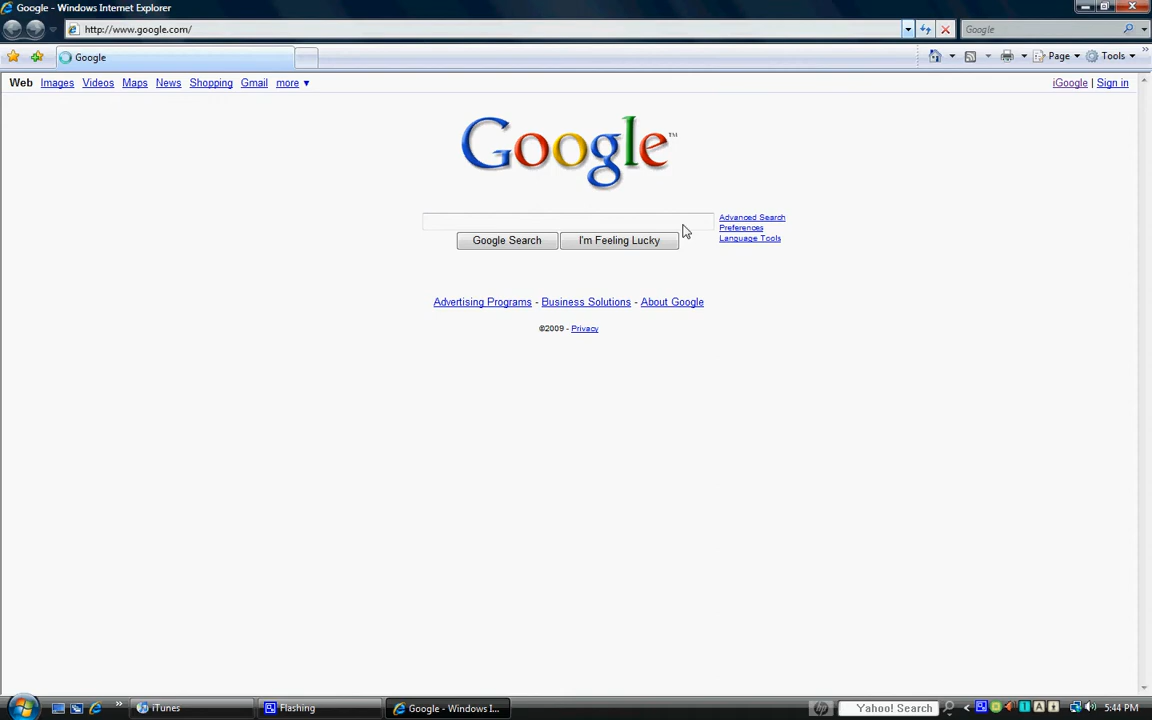 Google - Windows Internet Explorer
http://www.google.com/
Google
Google
Page
Tools
Web Images Videos Maps News Shopping Gmail more ▼
iGoogle | Sign in
Google™
Advanced Search
Preferences
Language Tools
Google Search
I'm Feeling Lucky
Advertising Programs - Business Solutions - About Google
©2009 - Privacy
iTunes
Flashing
Google - Windows I...
hp
Yahoo! Search
5:44 PM